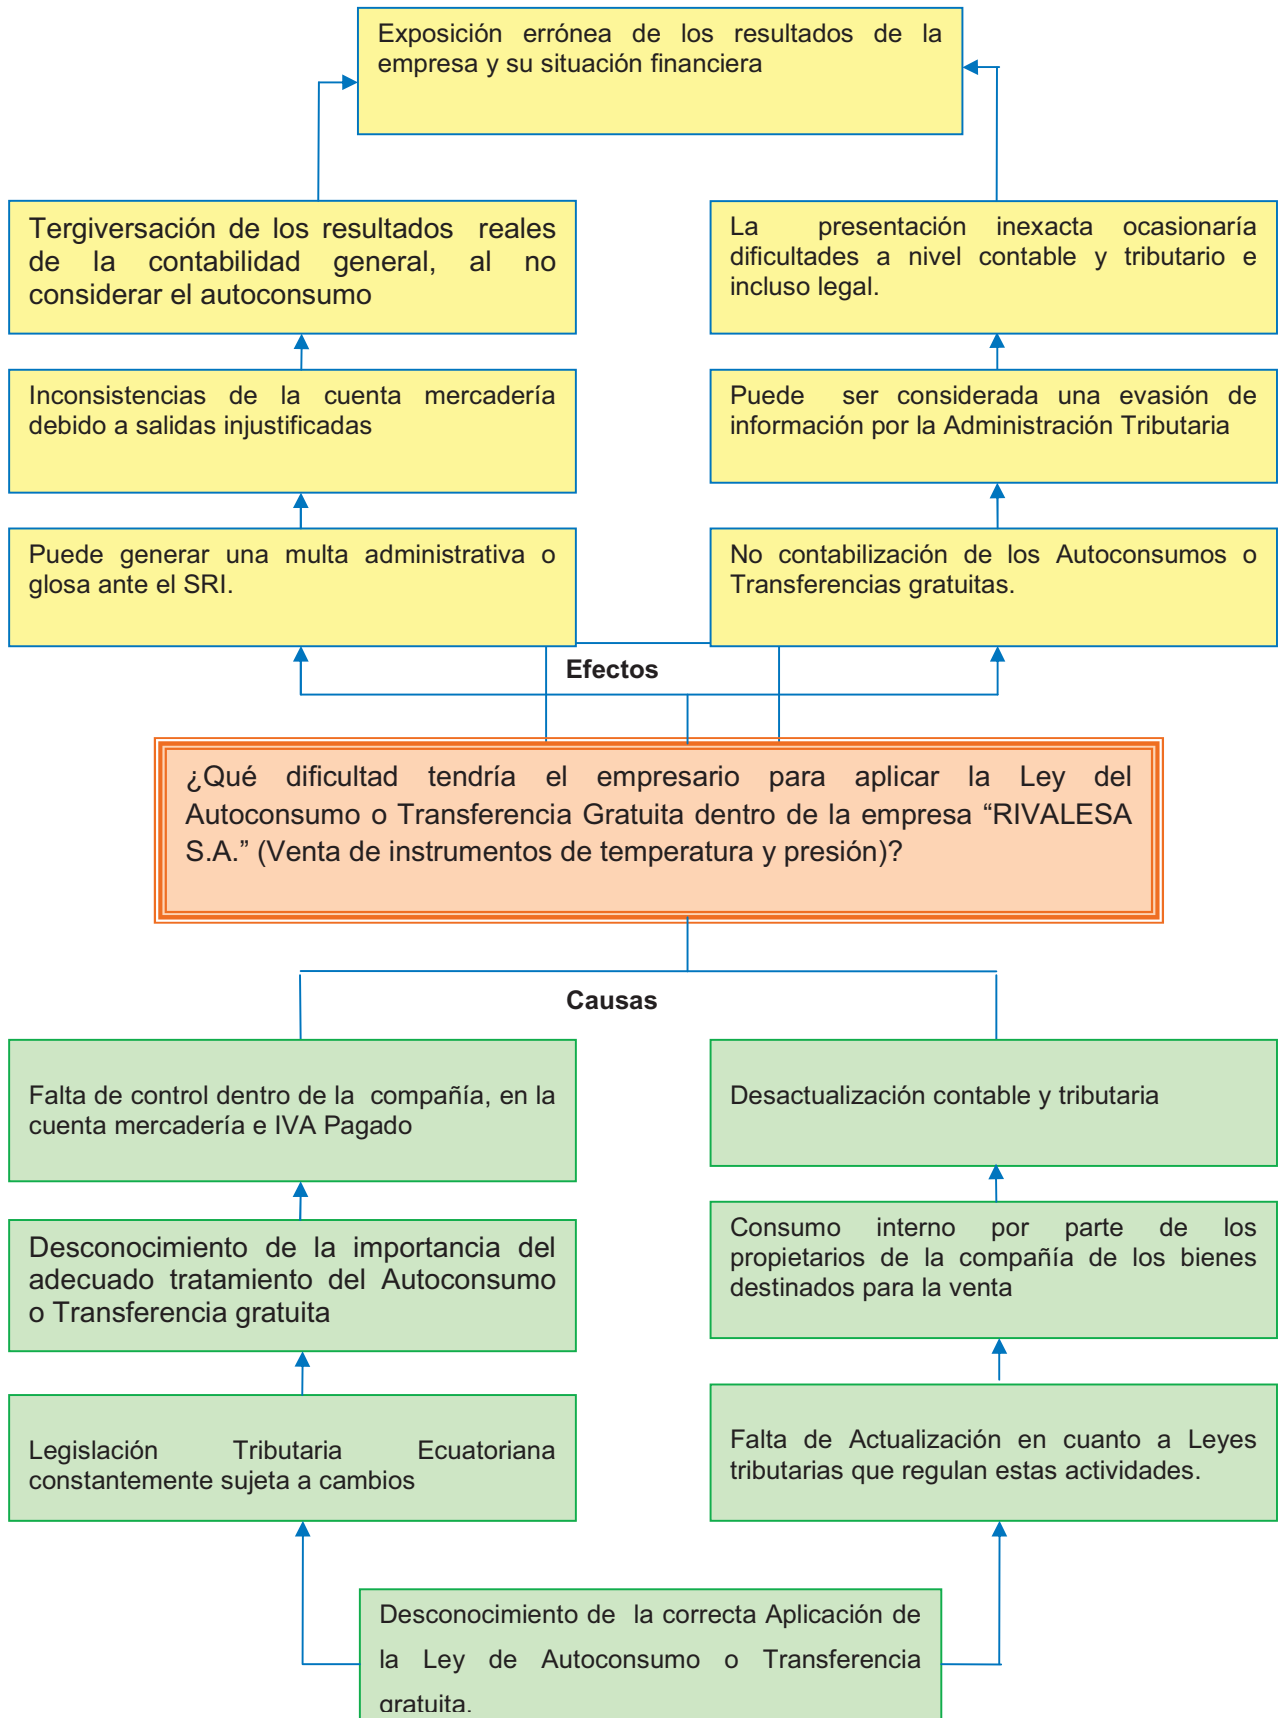 Exposición errónea de los resultados de la
empresa y su situación financiera
Tergiversación de los resultados reales
de la contabilidad general, al no
considerar el autoconsumo
La presentación inexacta ocasionaría
dificultades a nivel contable y tributario e
incluso legal.
Inconsistencias de la cuenta mercadería
debido a salidas injustificadas
Puede ser considerada una evasión de
información por la Administración Tributaria
Puede generar una multa administrativa o
glosa ante el SRI.
No contabilización de los Autoconsumos o
Transferencias gratuitas.
Efectos
¿Qué dificultad tendría el empresario para aplicar la Ley del
Autoconsumo o Transferencia Gratuita dentro de la empresa “RIVALESA
S.A.” (Venta de instrumentos de temperatura y presión)?
Causas
Falta de control dentro de la compañía, en la
cuenta mercadería e IVA Pagado
Desactualización contable y tributaria
Desconocimiento de la importancia del
adecuado tratamiento del Autoconsumo
o Transferencia gratuita
Consumo interno por parte de los
propietarios de la compañía de los bienes
destinados para la venta
Legislación Tributaria Ecuatoriana
constantemente sujeta a cambios
Falta de Actualización en cuanto a Leyes
tributarias que regulan estas actividades.
Desconocimiento de la correcta Aplicación de
la Ley de Autoconsumo o Transferencia
gratuita.